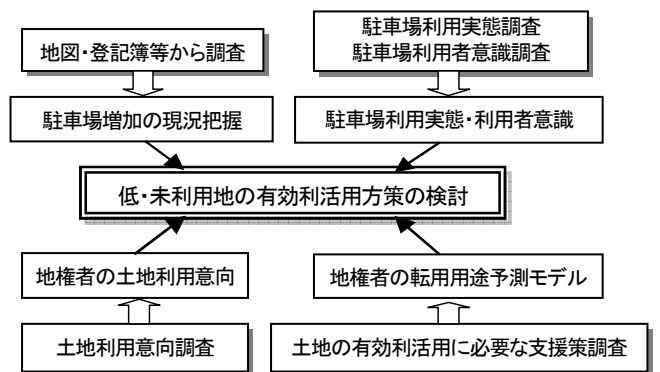 地図・登記簿等から調査
駐車場利用実態調査
駐車場利用者意識調査
駐車場増加の現況把握
駐車場利用実態・利用者意識
低・未利用地の有効利活用方策の検討
地権者の土地利用意向
地権者の転用用途予測モデル
土地利用意向調査
土地の有効利活用に必要な支援策調査